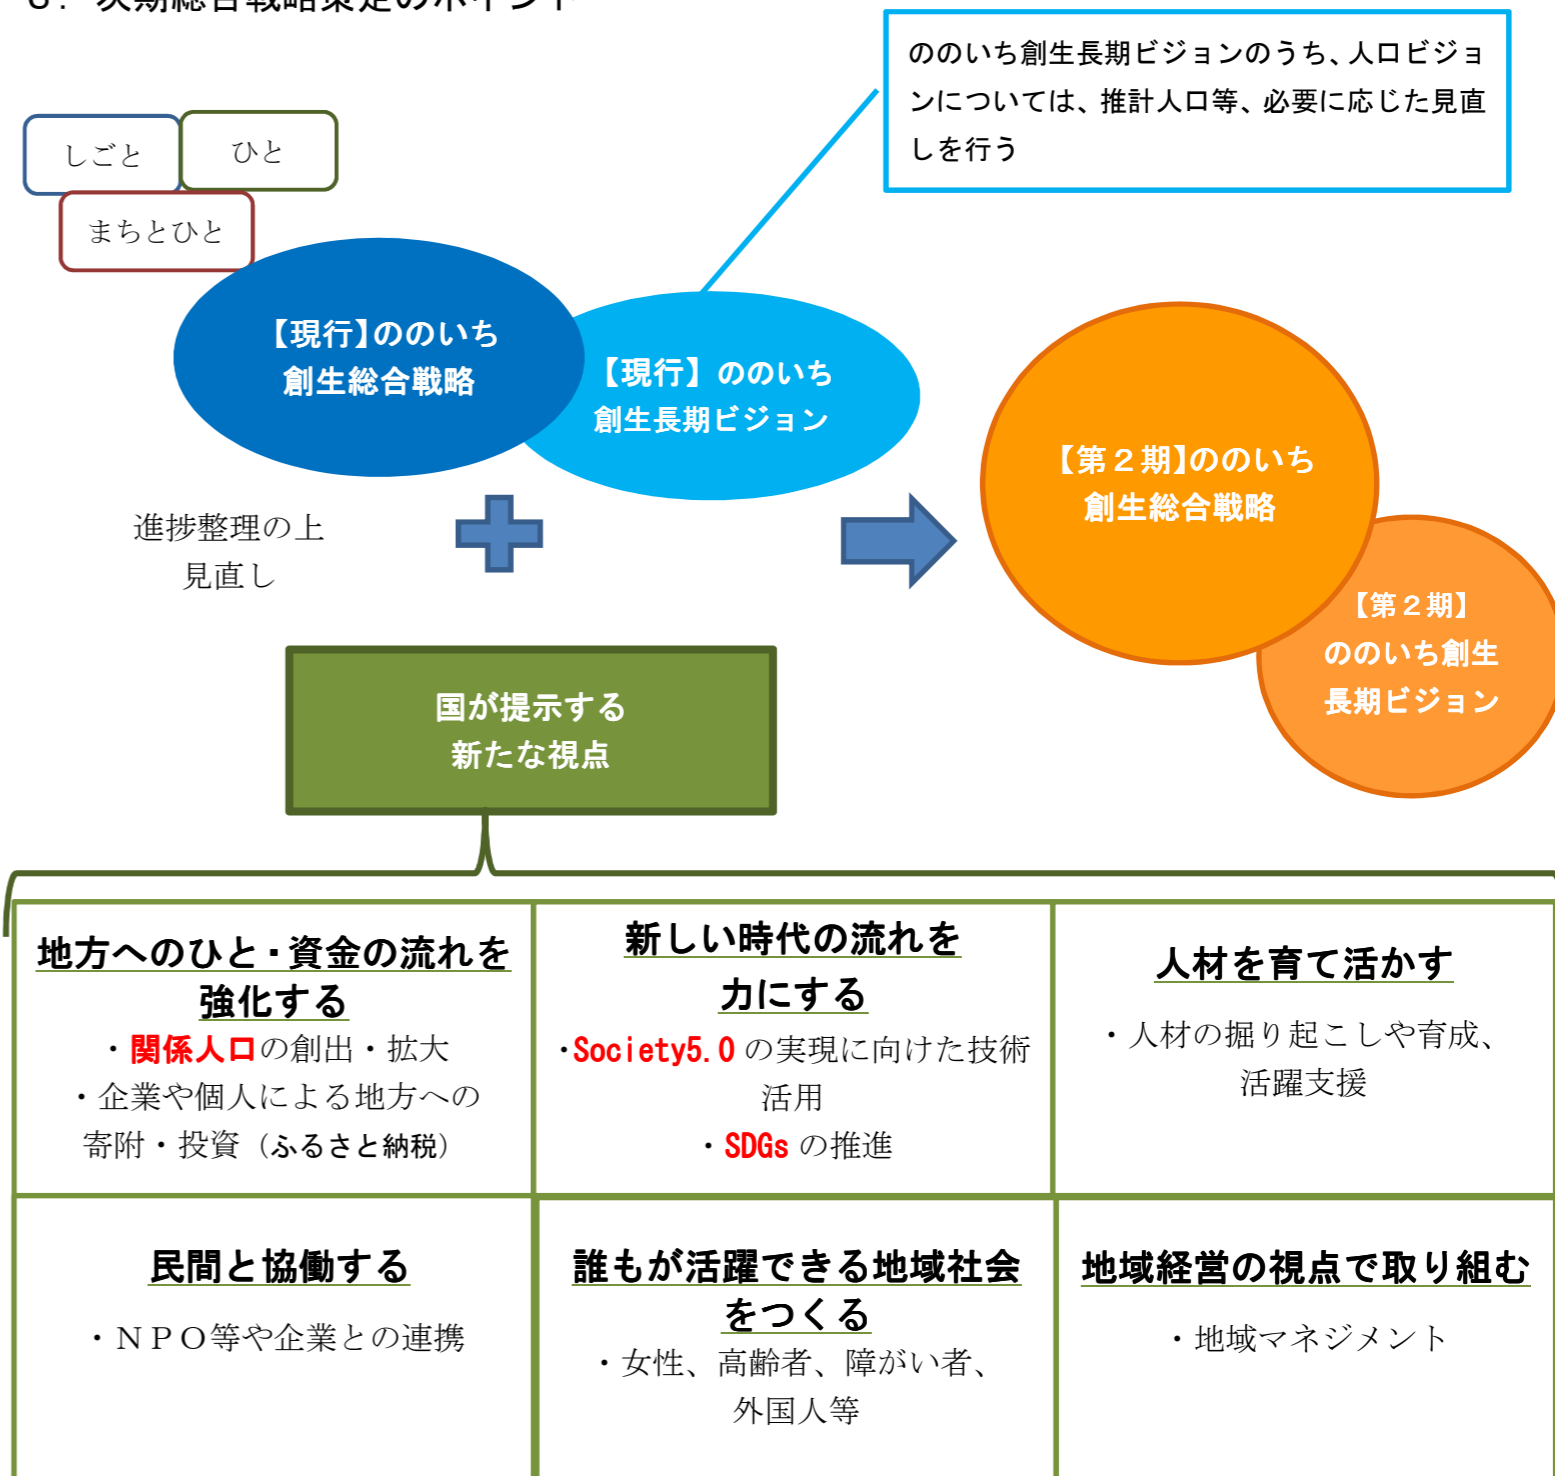 次期総合戦略策定のポイント
ののいち創生長期ビジョンのうち、人口ビジョ
ンについては、推計人口等、必要に応じた見直
しを行う
しごと
ひと
まちとひと
【現行】ののいち
創生総合戦略
【現行】ののいち
創生長期ビジョン
進捗整理の上
見直し
【第２期】ののいち
創生総合戦略
【第２期】
ののいち創生
長期ビジョン
国が提示する
新たな視点
地方へのひと・資金の流れを
強化する
・関係人口の創出・拡大
・企業や個人による地方への
寄附・投資（ふるさと納税）
新しい時代の流れを
力にする
・Society5.0 の実現に向けた技術
活用
・SDGs の推進
人材を育て活かす
・人材の掘り起こしや育成、
活躍支援
民間と協働する
・ＮＰＯ等や企業との連携
誰もが活躍できる地域社会
をつくる
・女性、高齢者、障がい者、
外国人等
地域経営の視点で取り組む
・地域マネジメント